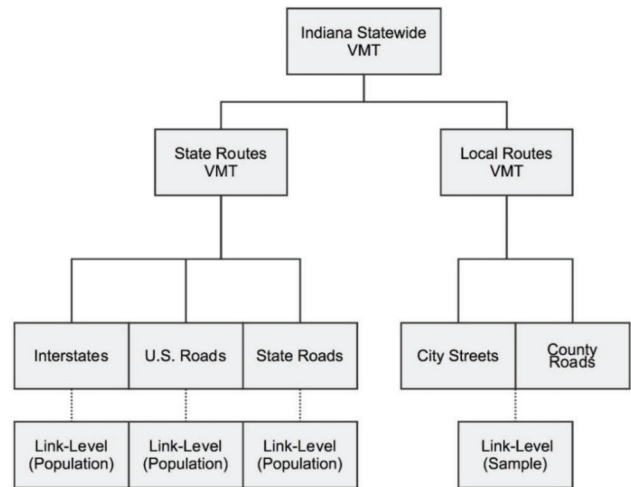 Indiana Statewide
VMT
State Routes
VMT
Local Routes
VMT
Interstates
U.S. Roads
State Roads
City Streets
County
Roads
Link-Level
(Population)
Link-Level
(Population)
Link-Level
(Population)
Link-Level
(Sample)